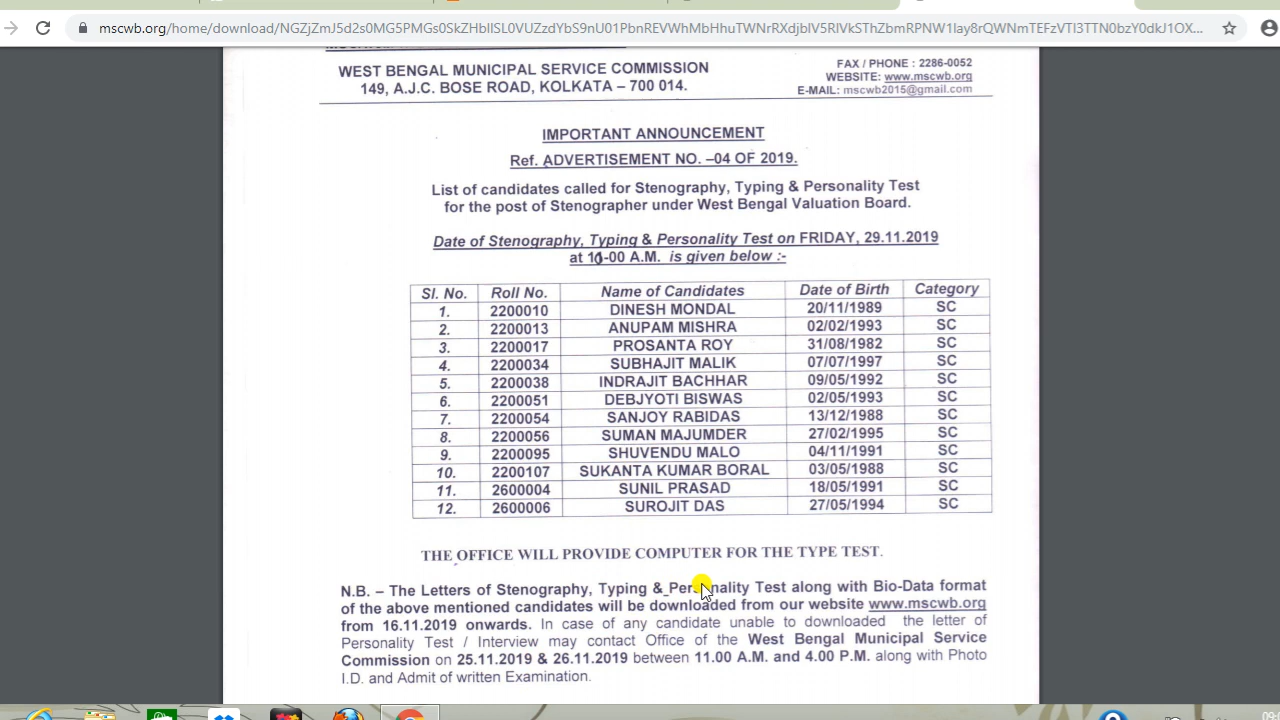 mscwb.org/home/download/NGZjZmJ5d2s0MG5PMGs0SkZHbllSL0VUZzdYbS9nU01PbnREVWhMbHhuTWNrRXdjblV5RlVkSThZbmRPNW1lay8rQWNmTEFzVTI3TTN0bzY0dkJ1OX...
WEST BENGAL MUNICIPAL SERVICE COMMISSION
149, A.J.C. BOSE ROAD, KOLKATA – 700 014.
FAX / PHONE : 2286-0052
WEBSITE: www.mscwb.org
E-MAIL: mscwb2015@gmail.com
IMPORTANT ANNOUNCEMENT
Ref. ADVERTISEMENT NO. –04 OF 2019.
List of candidates called for Stenography, Typing & Personality Test
for the post of Stenographer under West Bengal Valuation Board.
Date of Stenography, Typing & Personality Test on FRIDAY, 29.11.2019
at 10-00 A.M. is given below :-
Sl. No. Roll No. Name of Candidates Date of Birth Category
1. 2200010 DINESH MONDAL 20/11/1989 SC
2. 2200013 ANUPAM MISHRA 02/02/1993 SC
3. 2200017 PROSANTA ROY 31/08/1982 SC
4. 2200034 SUBHAJIT MALIK 07/07/1997 SC
5. 2200038 INDRAJIT BACHHAR 09/05/1992 SC
6. 2200051 DEBJYOTI BISWAS 02/05/1993 SC
7. 2200054 SANJOY RABIDAS 13/12/1988 SC
8. 2200056 SUMAN MAJUMDER 27/02/1995 SC
9. 2200095 SHUVENDU MALO 04/11/1991 SC
10. 2200107 SUKANTA KUMAR BORAL 03/05/1988 SC
11. 2600004 SUNIL PRASAD 18/05/1991 SC
12. 2600006 SUROJIT DAS 27/05/1994 SC
THE OFFICE WILL PROVIDE COMPUTER FOR THE TYPE TEST.
N.B. – The Letters of Stenography, Typing & Personality Test along with Bio-Data format
of the above mentioned candidates will be downloaded from our website www.mscwb.org
from 16.11.2019 onwards. In case of any candidate unable to downloaded the letter of
Personality Test / Interview may contact Office of the West Bengal Municipal Service
Commission on 25.11.2019 & 26.11.2019 between 11.00 A.M. and 4.00 P.M. along with Photo
I.D. and Admit of written Examination.